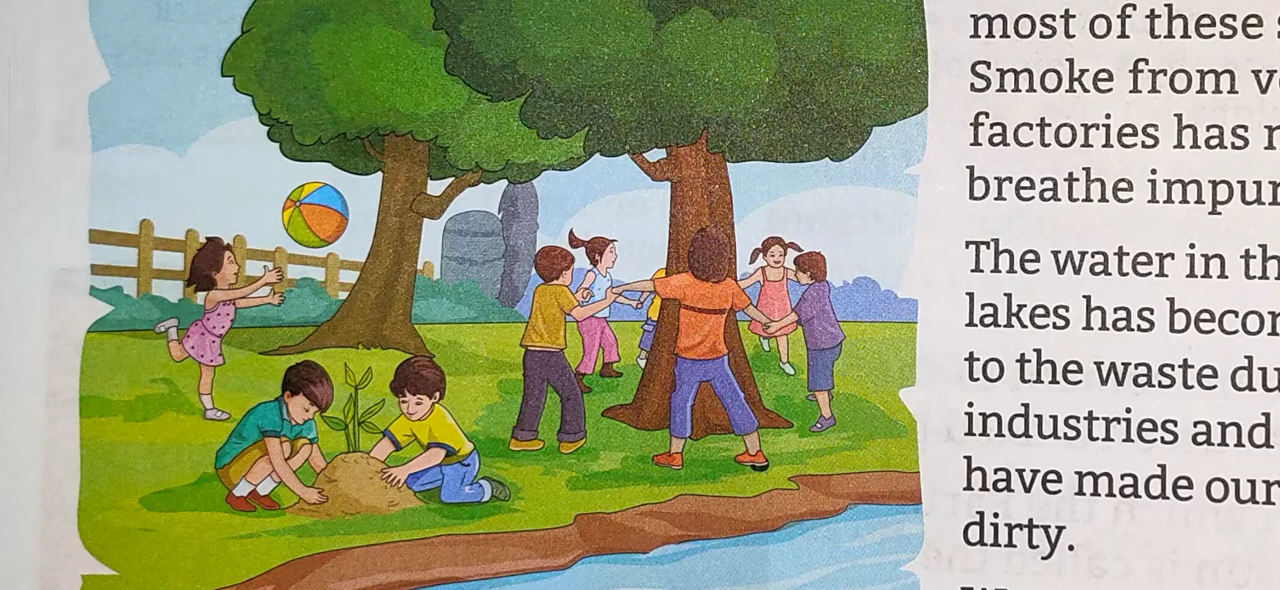 most of these
Smoke from
factories has
breathe
The water in
lakes has
to the waste
industries and
have made our
dirty.